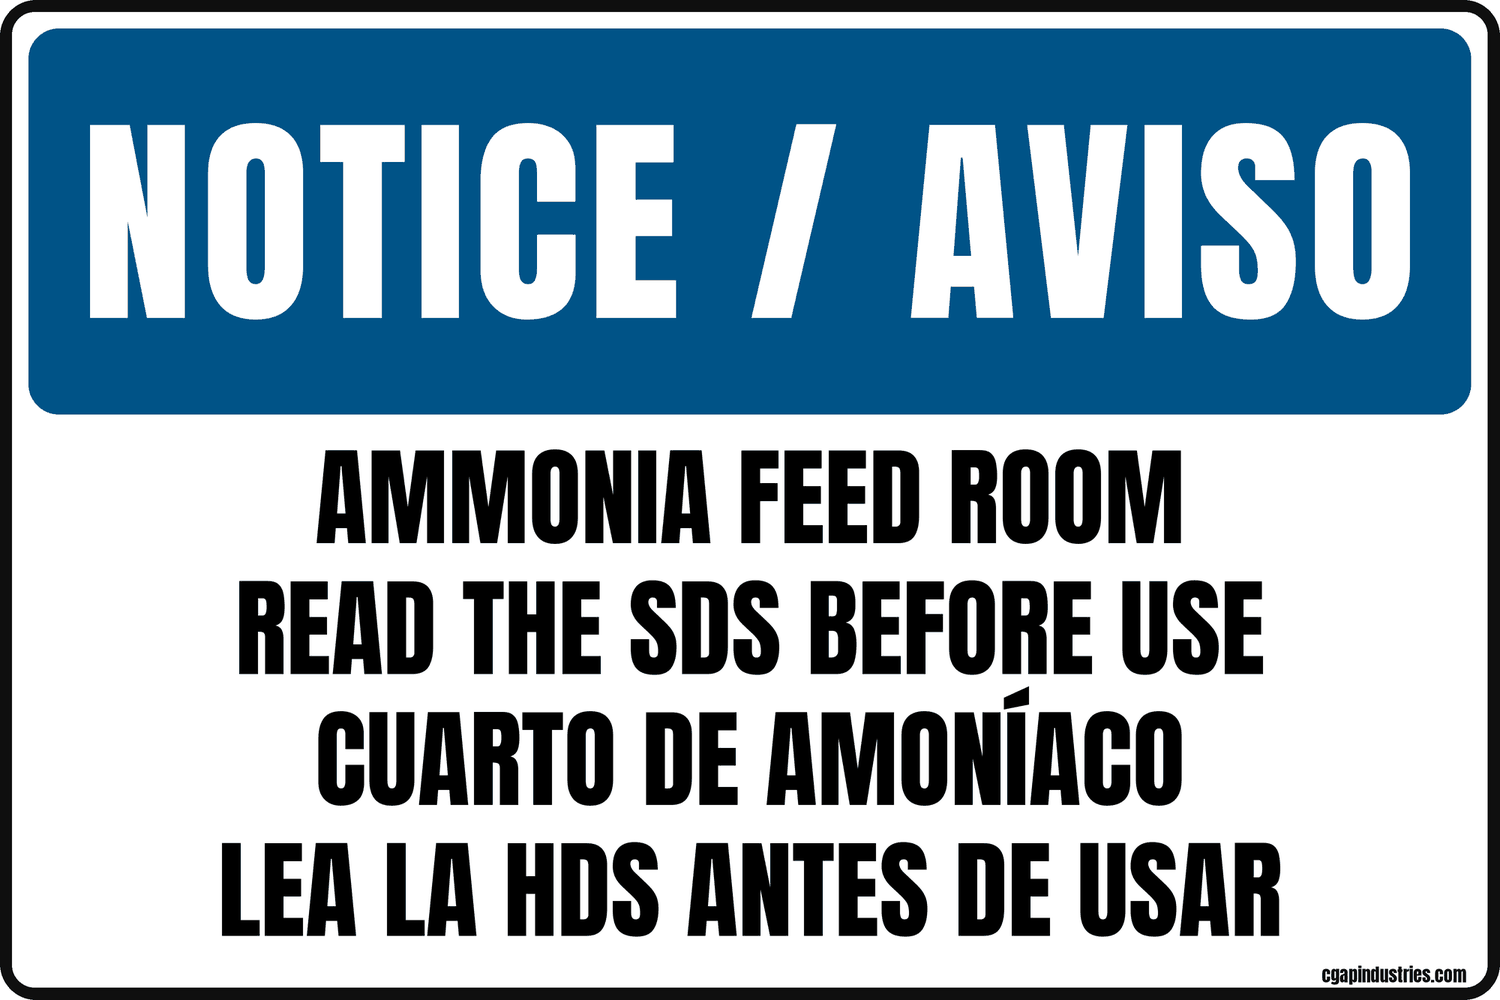 NOTICE / AVISO
AMMONIA FEED ROOM
READ THE SDS BEFORE USE
CUARTO DE AMONÍACO
LEA LA HDS ANTES DE USAR
cgapindustries.com